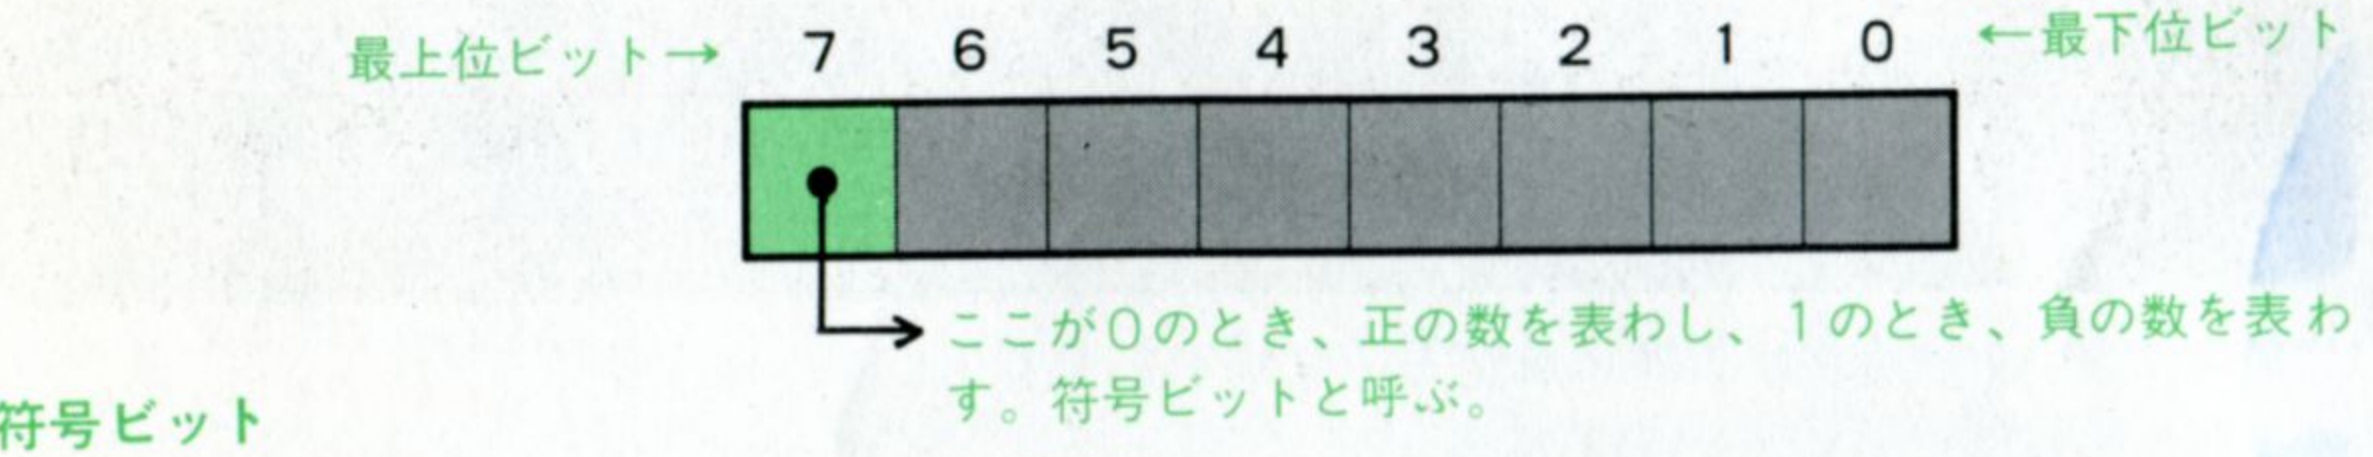 最上位ビット→ 7 6 5 4 3 2 1 0 ←最下位ビット
ここが0のとき、正の数を表わし、1のとき、負の数を表わ
す。符号ビットと呼ぶ。
符号ビット